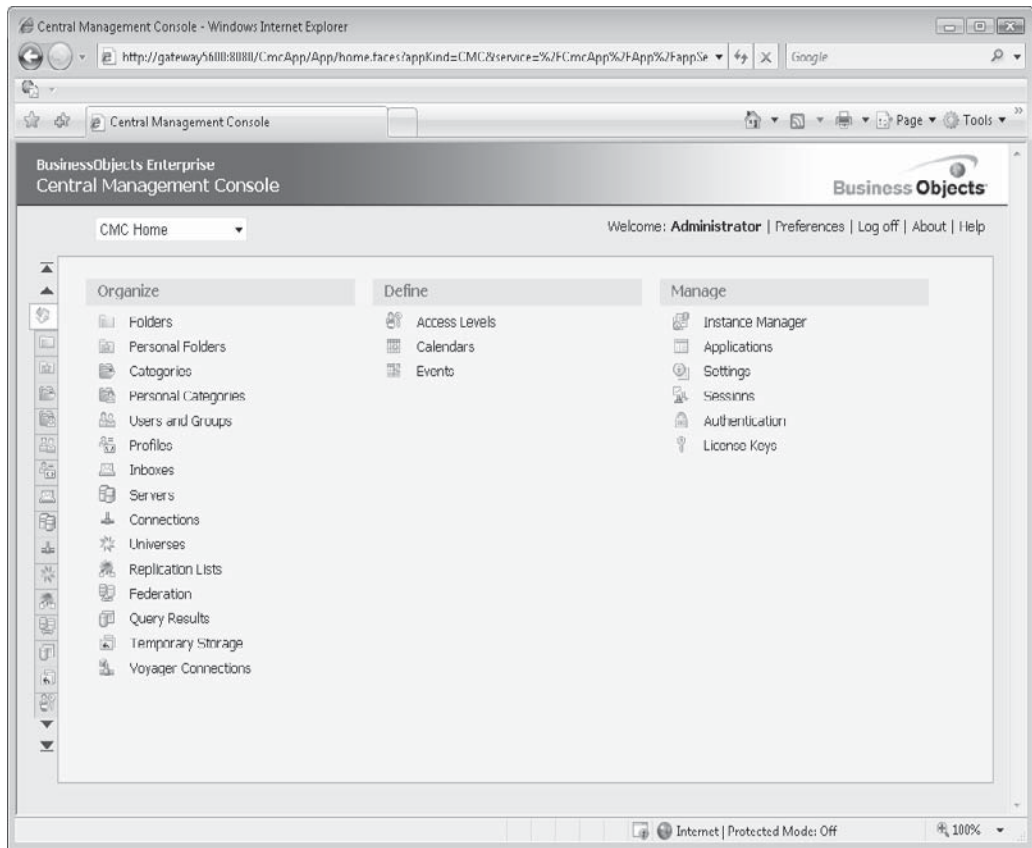 Central Management Console - Windows Internet Explorer
http://gateway5600:8080/CmcApp/App/home.faces?appKind=CMC&service=%2FCmcApp%2FApp%2FappSe
Google
Central Management Console
Page
Tools
BusinessObjects Enterprise
Central Management Console
Business Objects
CMC Home
Welcome: Administrator | Preferences | Log off | About | Help
Organize
Folders
Personal Folders
Categories
Personal Categories
Users and Groups
Profiles
Inboxes
Servers
Connections
Universes
Replication Lists
Federation
Query Results
Temporary Storage
Voyager Connections
Define
Access Levels
Calendars
Events
Manage
Instance Manager
Applications
Settings
Sessions
Authentication
License Keys
Internet | Protected Mode: Off
100%